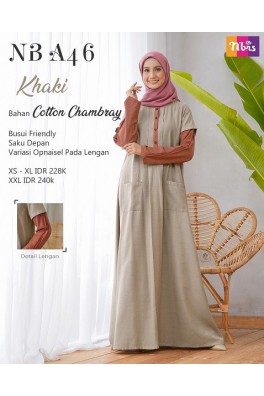 NB A46
Nbrs
Khaki
Bahan Cotton Chambray
Busui Friendly
Saku Depan
Variasi Opnaisel Pada Lengan
XS - XL IDR 228K
XXL IDR 240k
Detail Lengan